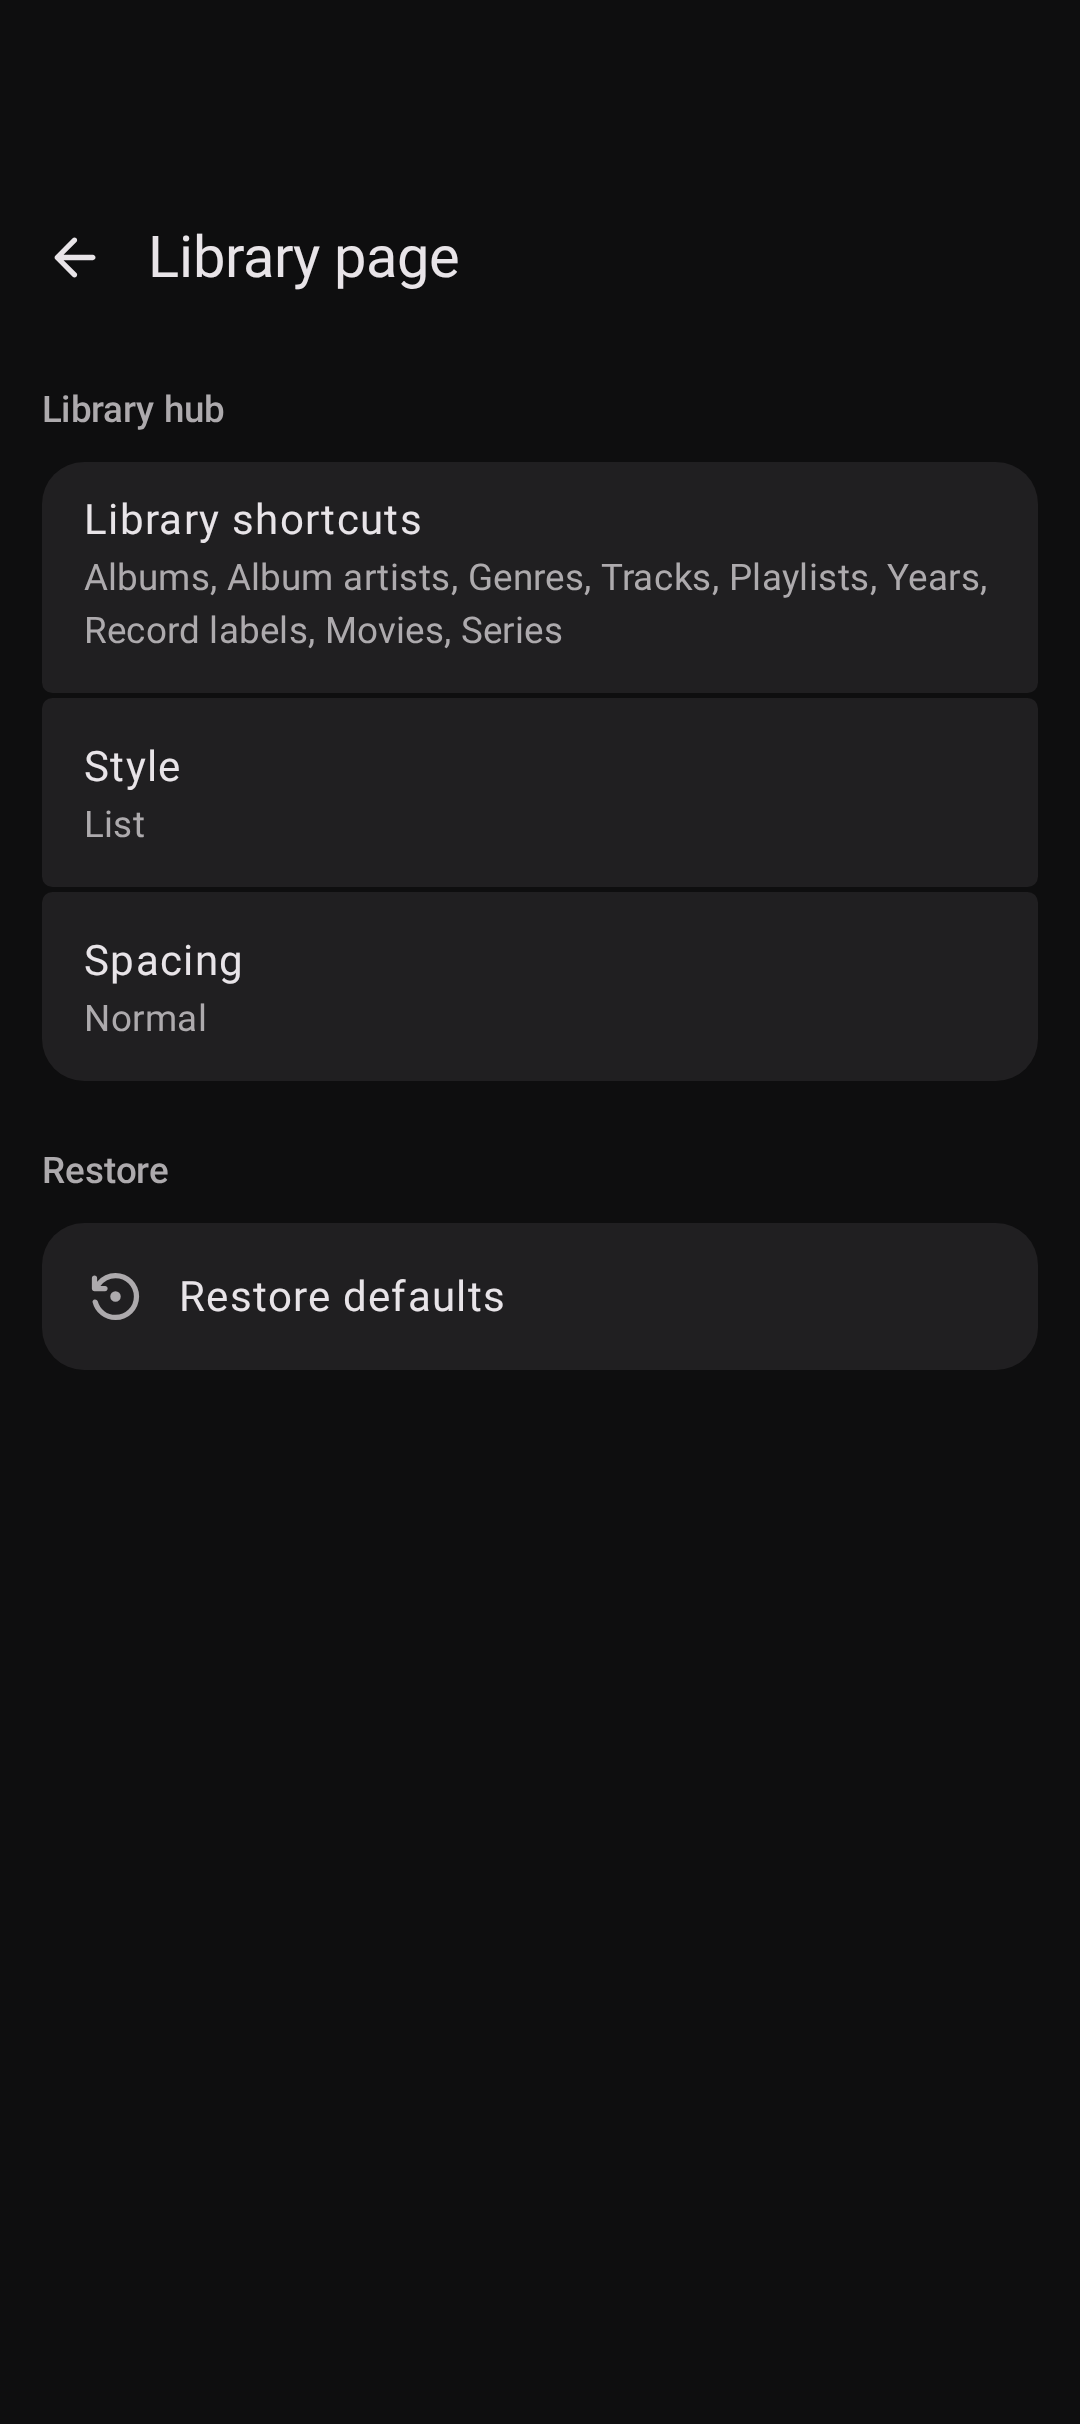 Library page
Library hub
Library shortcuts
Albums, Album artists, Genres, Tracks, Playlists, Years,
Record labels, Movies, Series
Style
List
Spacing
Normal
Restore
Restore defaults